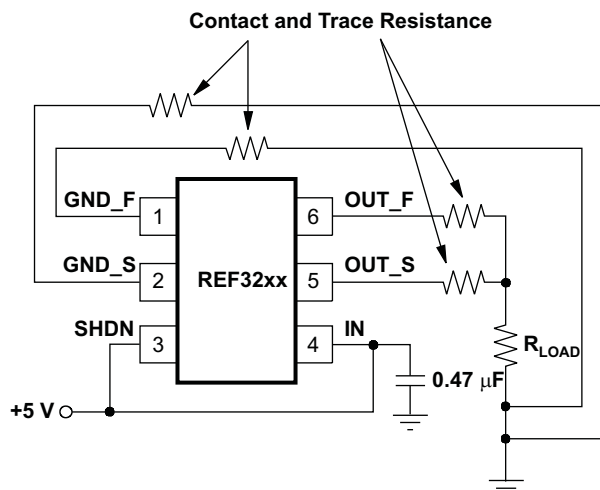 Contact and Trace Resistance
GND_F
1
6
OUT_F
GND_S
2
REF32xx
5
OUT_S
SHDN
3
4
IN
R_LOAD
0.47 μF
+5 V